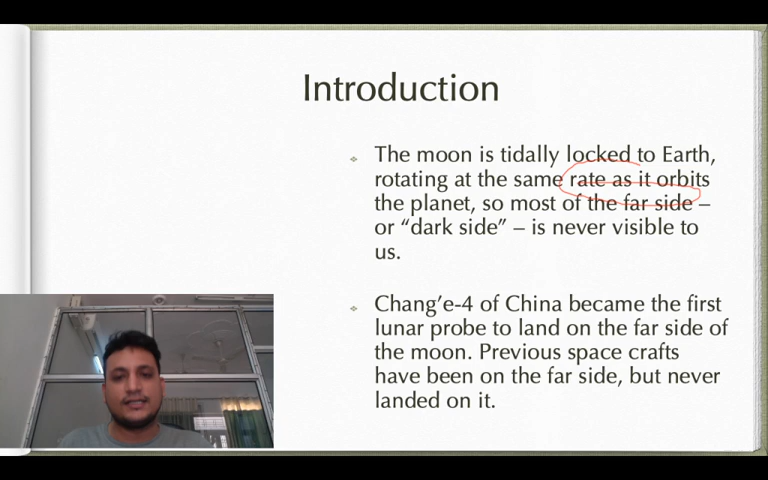 Introduction
The moon is tidally locked to Earth,
rotating at the same rate as it orbits
the planet, so most of the far side –
or “dark side” – is never visible to
us.
Chang’e-4 of China became the first
lunar probe to land on the far side of
the moon. Previous space crafts
have been on the far side, but never
landed on it.